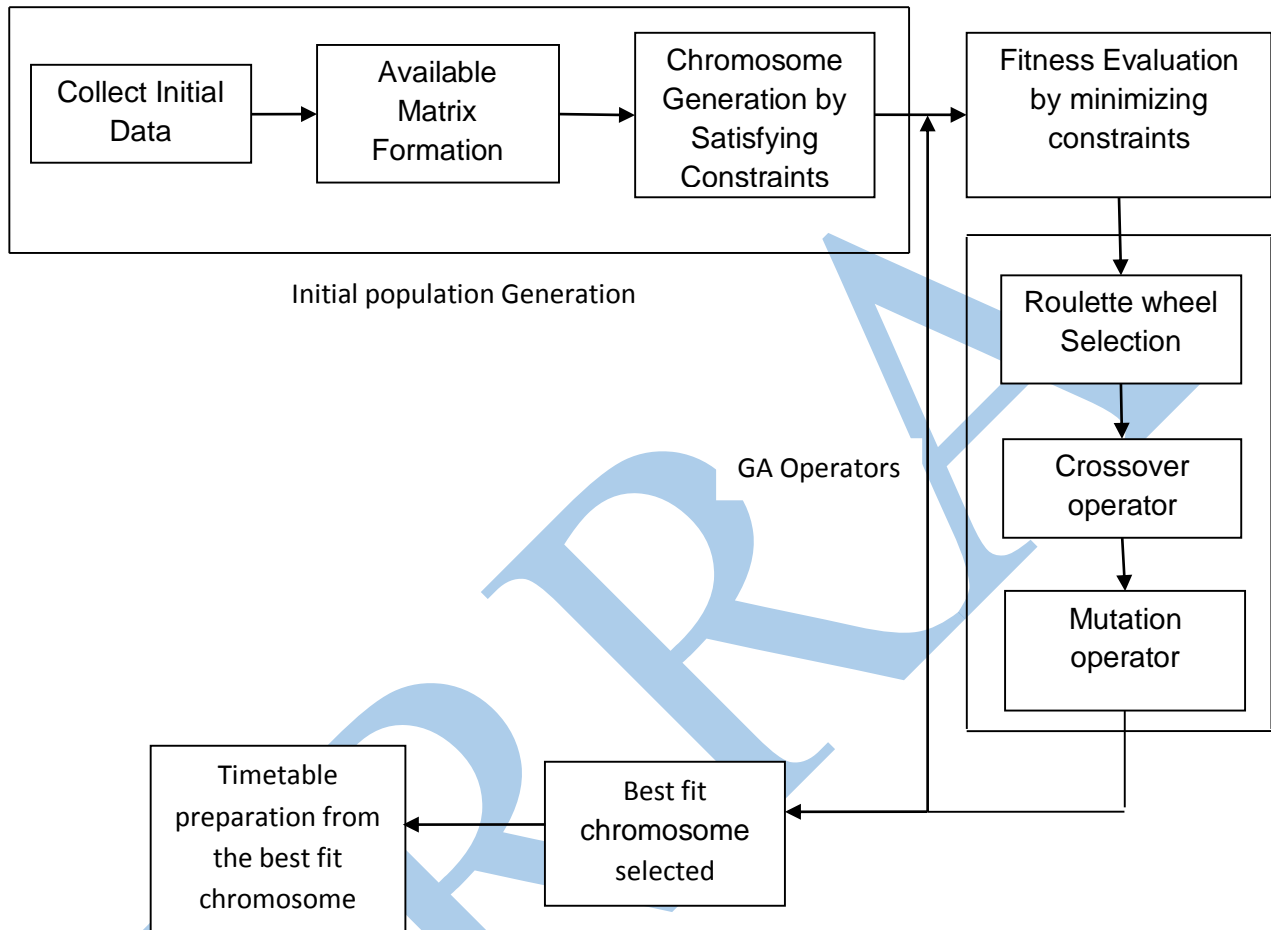 Collect Initial
Data
Available
Matrix
Formation
Chromosome
Generation by
Satisfying
Constraints
Fitness Evaluation
by minimizing
constraints
Initial population Generation
Roulette wheel
Selection
GA Operators
Crossover
operator
Mutation
operator
Best fit
chromosome
selected
Timetable
preparation from
the best fit
chromosome